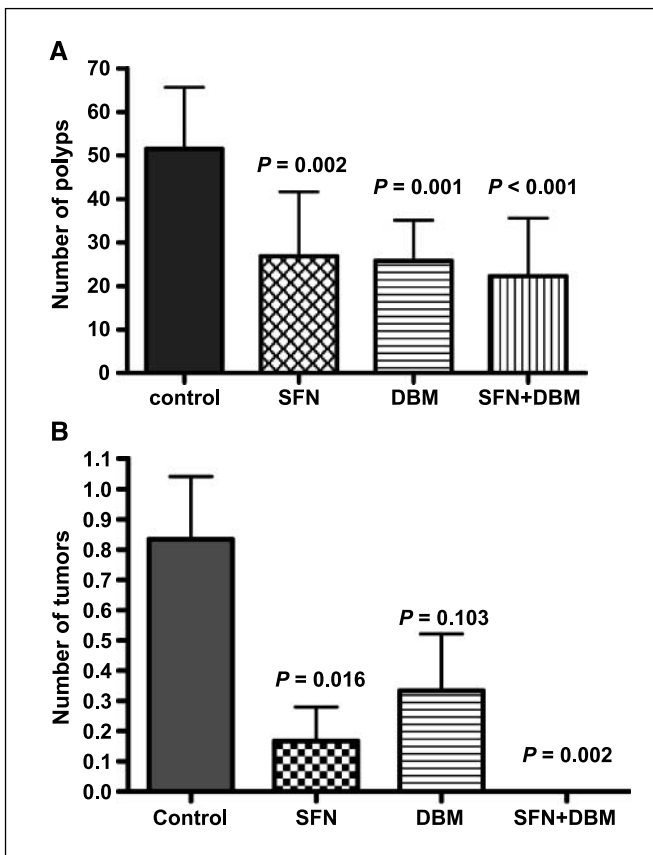 A
Number of polyps
70
60
50
40
30
20
10
0
P = 0.002
P = 0.001
P < 0.001
control SFN DBM SFN+DBM
B
Number of tumors
1.1
1.0
0.9
0.8
0.7
0.6
0.5
0.4
0.3
0.2
0.1
0.0
P = 0.016
P = 0.103
P = 0.002
Control SFN DBM SFN+DBM